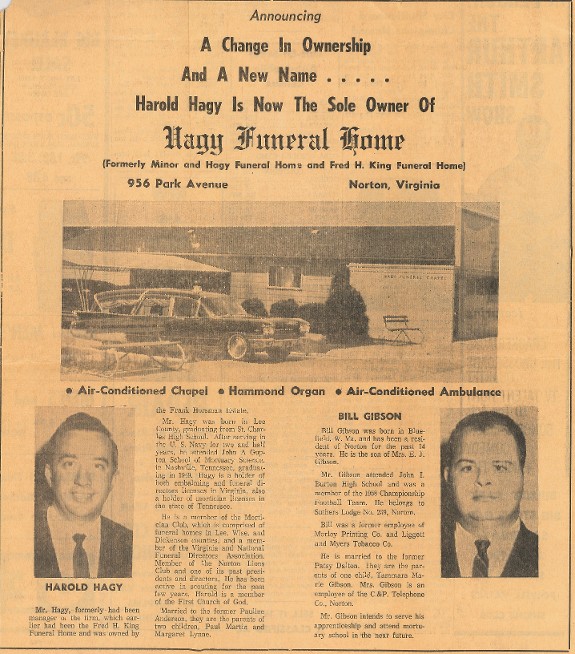 Announcing
A Change In Ownership
And A New Name . . . . .
Harold Hagy Is Now The Sole Owner Of
Hagy Funeral Home
(Formerly Minor and Hagy Funeral Home and Fred H. King Funeral Home)
956 Park Avenue Norton, Virginia
• Air-Conditioned Chapel • Hammond Organ • Air-Conditioned Ambulance
HAROLD HAGY
Mr. Hagy, formerly had been
manager of the firm, which ear-
lier had been the Fred H. King
Funeral Home and was owned by
the Frank
Mr. Hagy was born in Lee
County, graduating from St. Char-
les High School. After serving in
the U. S. Navy for two and half
years, he attended John A. Gup-
ton School of Mortuary Science,
in Nashville, Tennessee, graduat-
ing in Hagy is a holder of
both embalming and funeral di-
rectors licenses in Virginia, also
a holder of licenses in the
state of Tennessee.
He is a member of the
Club, which is comprised of
funeral homes in Lee, Wise, and
Dickenson counties, and a mem-
ber of the Virginia and National
Funeral Directors Association.
Member of the Norton Lions
Club and one of its past presi-
dents and directors. He has been
active in scouting for the past
few years. Harold is a member
of the First Church of God.
Married to the former Pauline
Anderson, they are the parents of
two children, Paul Martin and
Margaret Lynne.
BILL GIBSON
Bill Gibson was born in Blue-
field, W. Va. and has been a resi-
dent of Norton for the past 14
years. He is the son of Mrs. E. J.
Gibson.
Mr. Gibson attended John I.
Burton High School and was a
member of the 1958 Championship
Football Team. He belongs to
Suthers Lodge No. 259, Norton.
Bill was a former employee of
Morley Printing Co. and Liggett
and Myers Tobacco Co.
He is married to the former
Patsy Dalton. They are the par-
ents of one child, Tammara Ma-
rie Gibson. Mrs. Gibson is an
employee of the C&P. Telephone
Co., Norton.
Mr. Gibson intends to serve his
apprenticeship and attend mortu-
ary school in the near future.